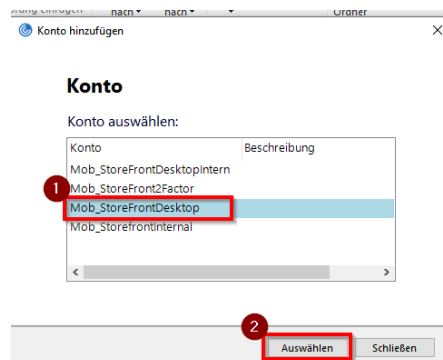 nach nach
Ordner
Konto hinzufügen
Konto
Konto auswählen:
Konto Beschreibung
Mob_StoreFrontDesktopIntern
1 Mob_StoreFront2Factor
Mob_StoreFrontDesktop
Mob_StorefrontInternal
2
Auswählen Schließen